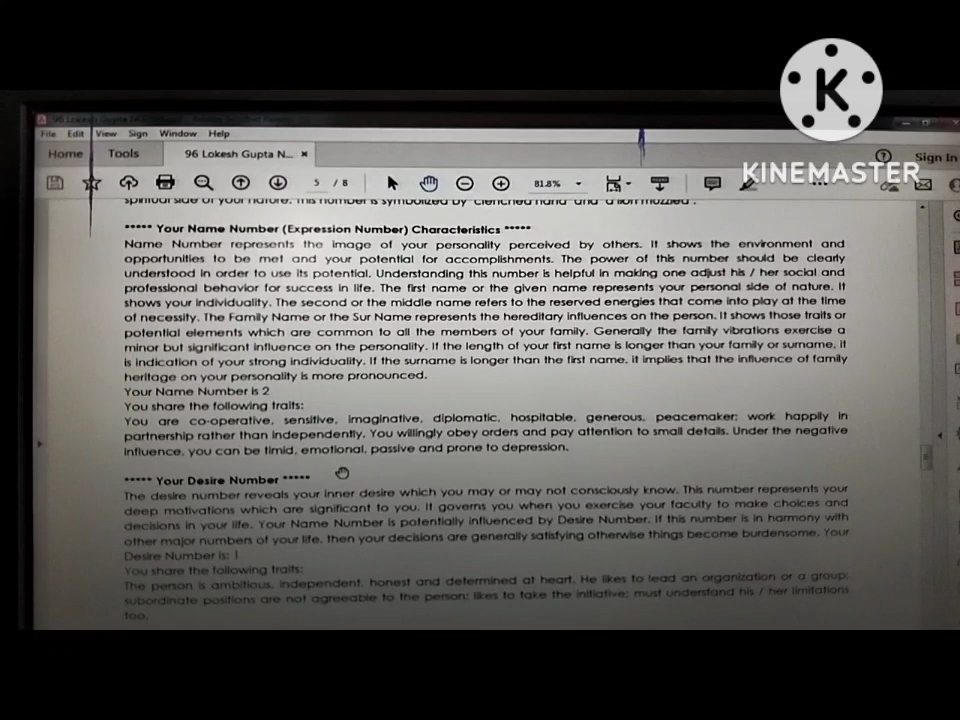 96 Lokesh Gupta
File Edit View Sign Window Help
Home Tools 96 Lokesh Gupta N... × Sign In
5 / 8 81.8%
K
KINEMASTER
spiritual side of your nature. This number is symbolized by 'clenched hand' and 'a lion muzzled'.
***** Your Name Number (Expression Number) Characteristics *****
Name Number represents the image of your personality perceived by others. It shows the environment and
opportunities to be met and your potential for accomplishments. The power of this number should be clearly
understood in order to use its potential. Understanding this number is helpful in making one adjust his / her social and
professional behavior for success in life. The first name or the given name represents your personal side of nature. It
shows your individuality. The second or the middle name refers to the reserved energies that come into play at the time
of necessity. The Family Name or the Sur Name represents the hereditary influences on the person. It shows those traits or
potential elements which are common to all the members of your family. Generally the family vibrations exercise a
minor but significant influence on the personality. If the length of your first name is longer than your family or surname, it
is indication of your strong individuality. If the surname is longer than the first name, it implies that the influence of family
heritage on your personality is more pronounced.
Your Name Number is 2
You share the following traits:
You are co-operative, sensitive, imaginative, diplomatic, hospitable, generous, peacemaker; work happily in
partnership rather than independently. You willingly obey orders and pay attention to small details. Under the negative
influence, you can be timid, emotional, passive and prone to depression.
***** Your Desire Number *****
The desire number reveals your inner desire which you may or may not consciously know. This number represents your
deep motivations which are significant to you. It governs you when you exercise your faculty to make choices and
decisions in your life. Your Name Number is potentially influenced by Desire Number. If this number is in harmony with
other major numbers of your life, then your decisions are generally satisfying otherwise things become burdensome. Your
Desire Number is: 1
You share the following traits:
The person is ambitious, independent, honest and determined at heart. He likes to lead an organization or a group;
subordinate positions are not agreeable to the person; likes to take the initiative; must understand his / her limitations
too.